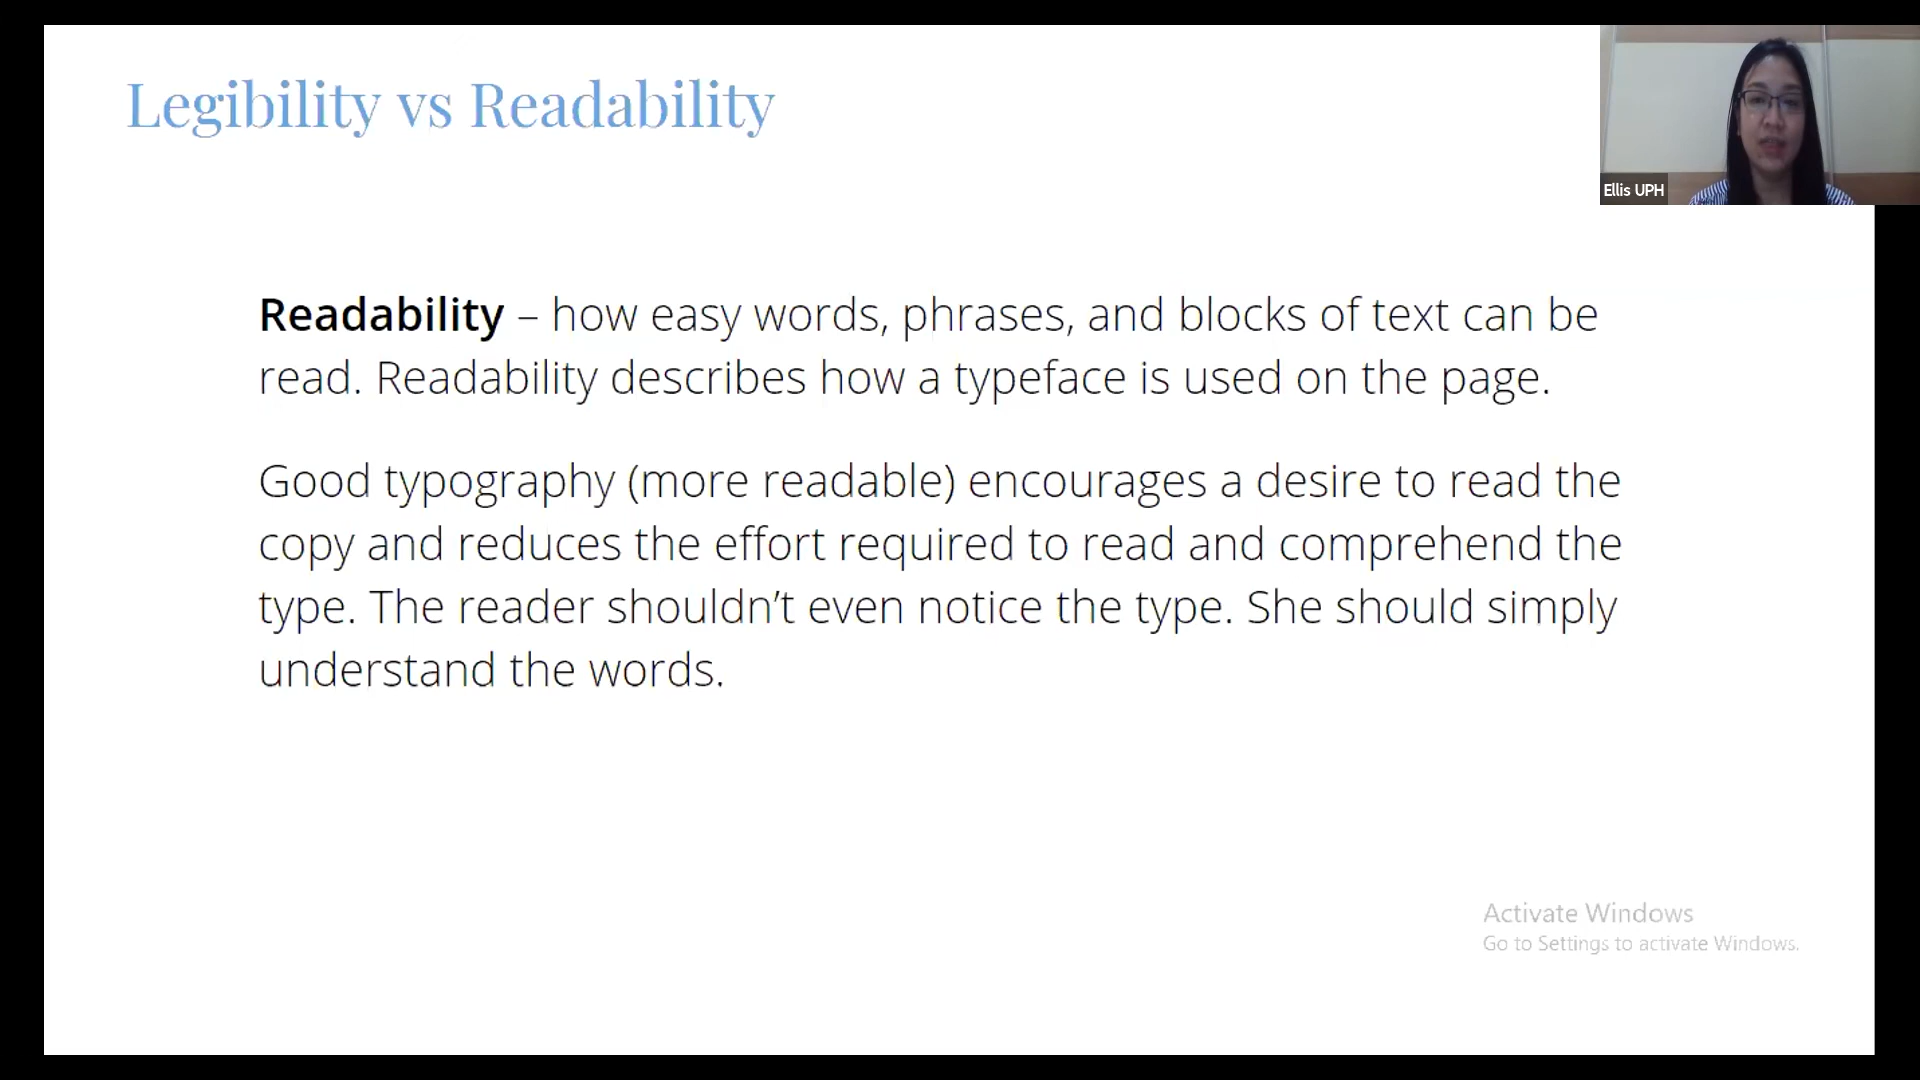 Legibility vs Readability
Ellis UPH
Readability – how easy words, phrases, and blocks of text can be
read. Readability describes how a typeface is used on the page.
Good typography (more readable) encourages a desire to read the
copy and reduces the effort required to read and comprehend the
type. The reader shouldn’t even notice the type. She should simply
understand the words.
Activate Windows
Go to Settings to activate Windows.